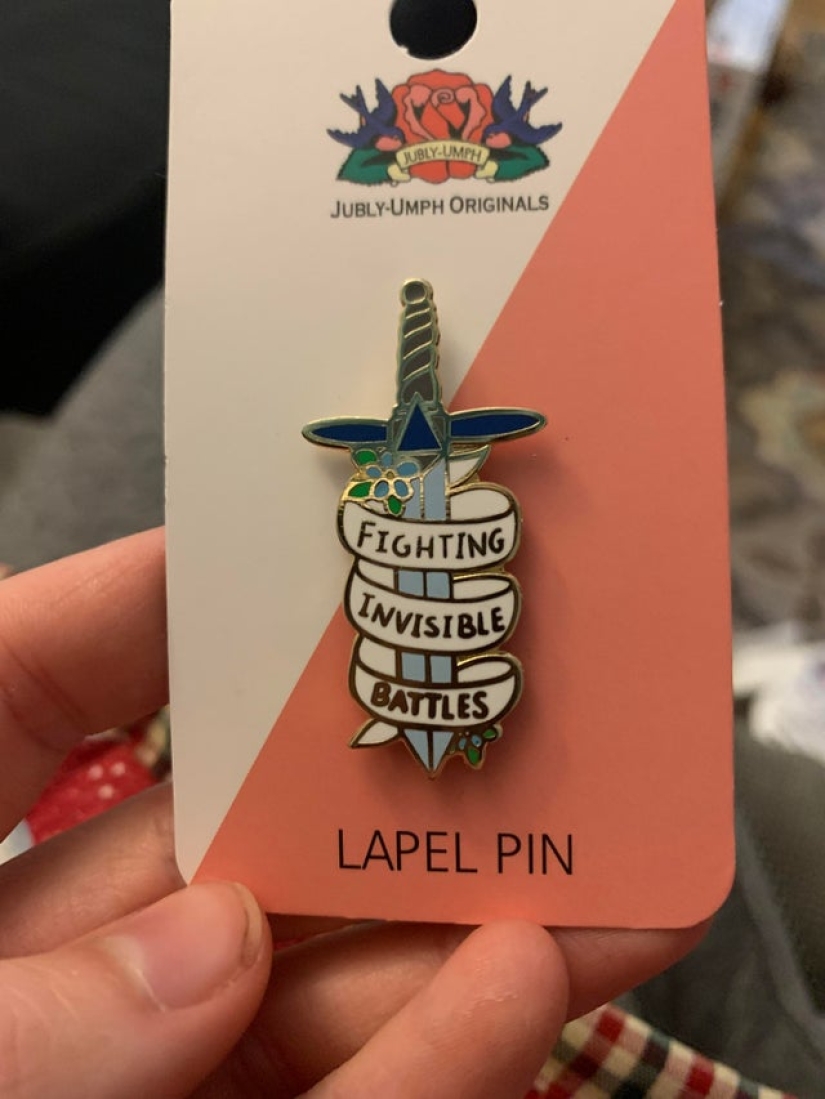 JUBLY-UMPH
JUBLY-UMPH ORIGINALS
FIGHTING
INVISIBLE
BATTLES
LAPEL PIN